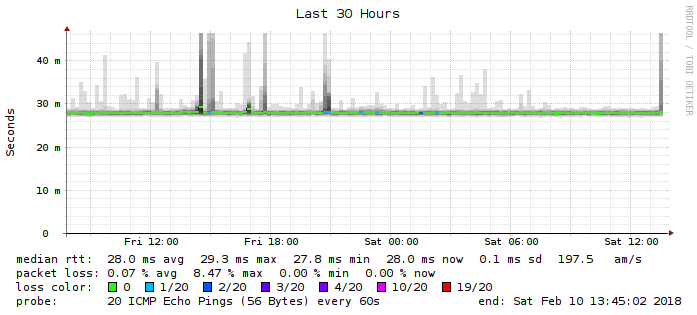 Last 30 Hours
RRDTOOL / TOBI OETIKER
Seconds
40 m
30 m
20 m
10 m
0
Fri 12:00 Fri 18:00 Sat 00:00 Sat 06:00 Sat 12:00
median rtt: 28.0 ms avg 29.3 ms max 27.8 ms min 28.0 ms now 0.1 ms sd 197.5 am/s
packet loss: 0.07 % avg 8.47 % max 0.00 % min 0.00 % now
loss color: 0 1/20 2/20 3/20 4/20 10/20 19/20
probe: 20 ICMP Echo Pings (56 Bytes) every 60s end: Sat Feb 10 13:45:02 2018